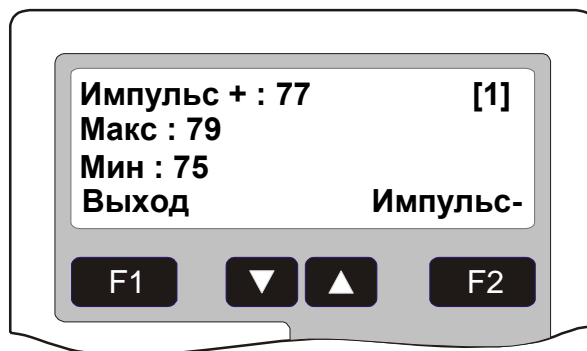 Импульс + : 77 [1]
Макс : 79
Мин : 75
Выход Импульс-
F1 ▼ ▲ F2